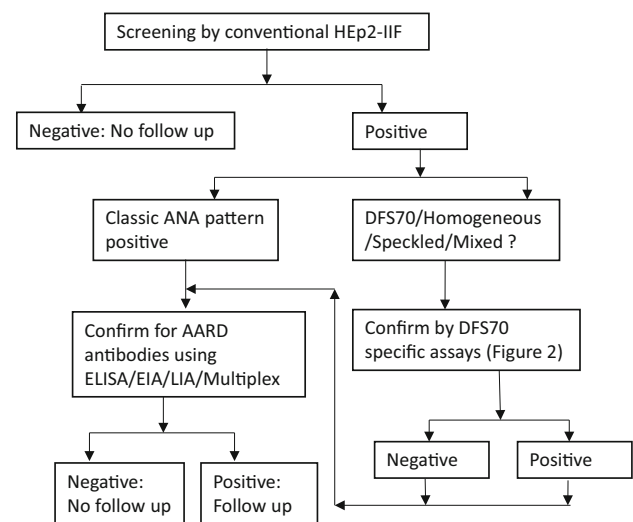 Screening by conventional HEp2-IIF
Negative: No follow up
Positive
Classic ANA pattern
positive
DFS70/Homogeneous
/Speckled/Mixed ?
Confirm for AARD
antibodies using
ELISA/EIA/LIA/Multiplex
Confirm by DFS70
specific assays (Figure 2)
Negative:
No follow up
Positive:
Follow up
Negative
Positive